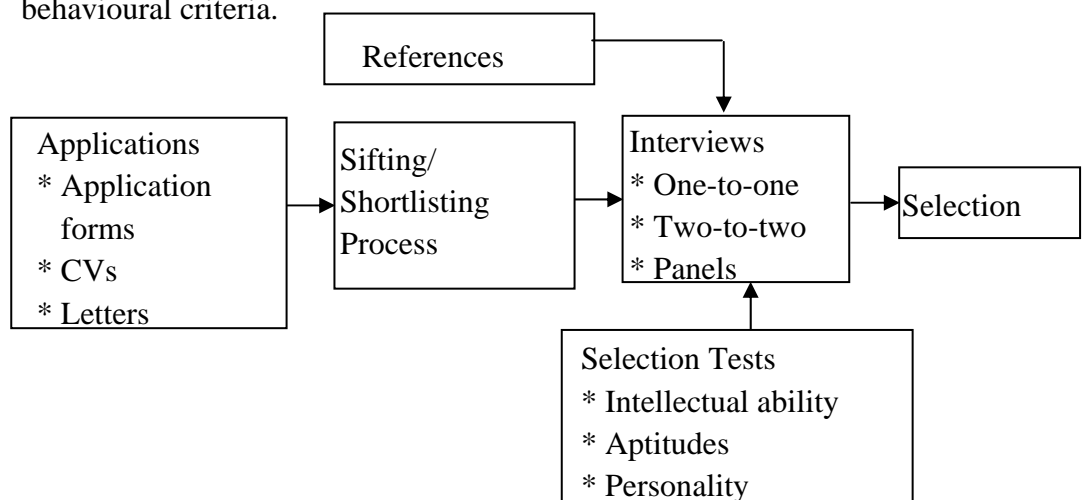 behavioural criteria.
References
Applications
* Application
forms
* CVs
* Letters
Sifting/
Shortlisting
Process
Interviews
* One-to-one
* Two-to-two
* Panels
Selection
Selection Tests
* Intellectual ability
* Aptitudes
* Personality